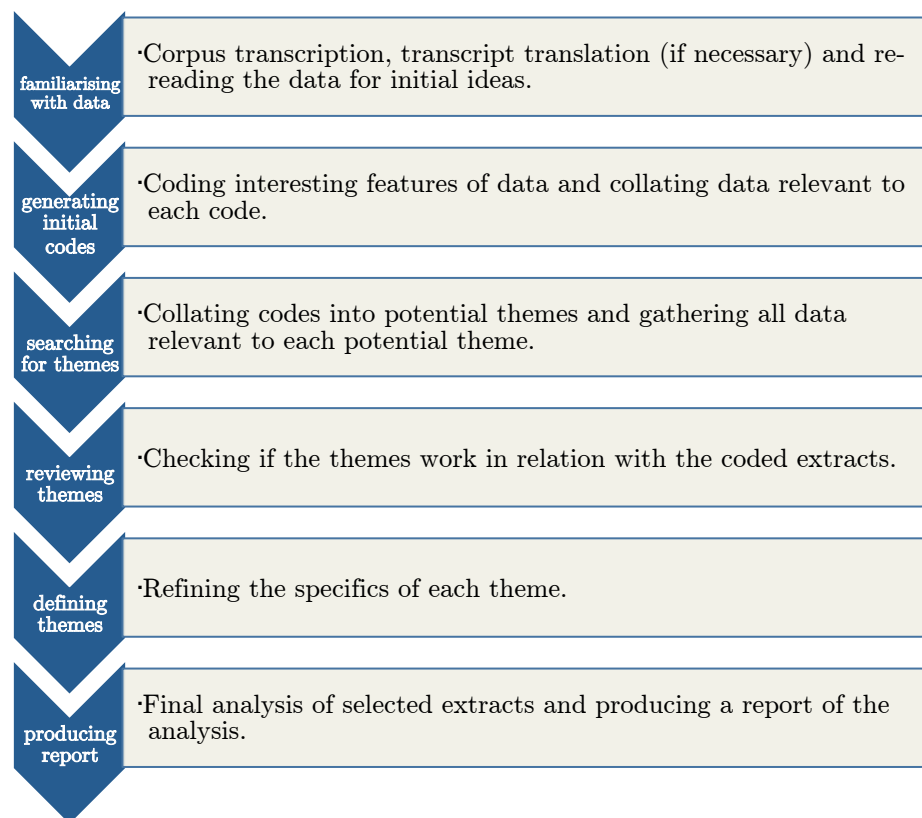 familiarising
with data
·Corpus transcription, transcript translation (if necessary) and re-
reading the data for initial ideas.
generating
initial
codes
·Coding interesting features of data and collating data relevant to
each code.
searching
for themes
·Collating codes into potential themes and gathering all data
relevant to each potential theme.
reviewing
themes
·Checking if the themes work in relation with the coded extracts.
defining
themes
·Refining the specifics of each theme.
producing
report
·Final analysis of selected extracts and producing a report of the
analysis.